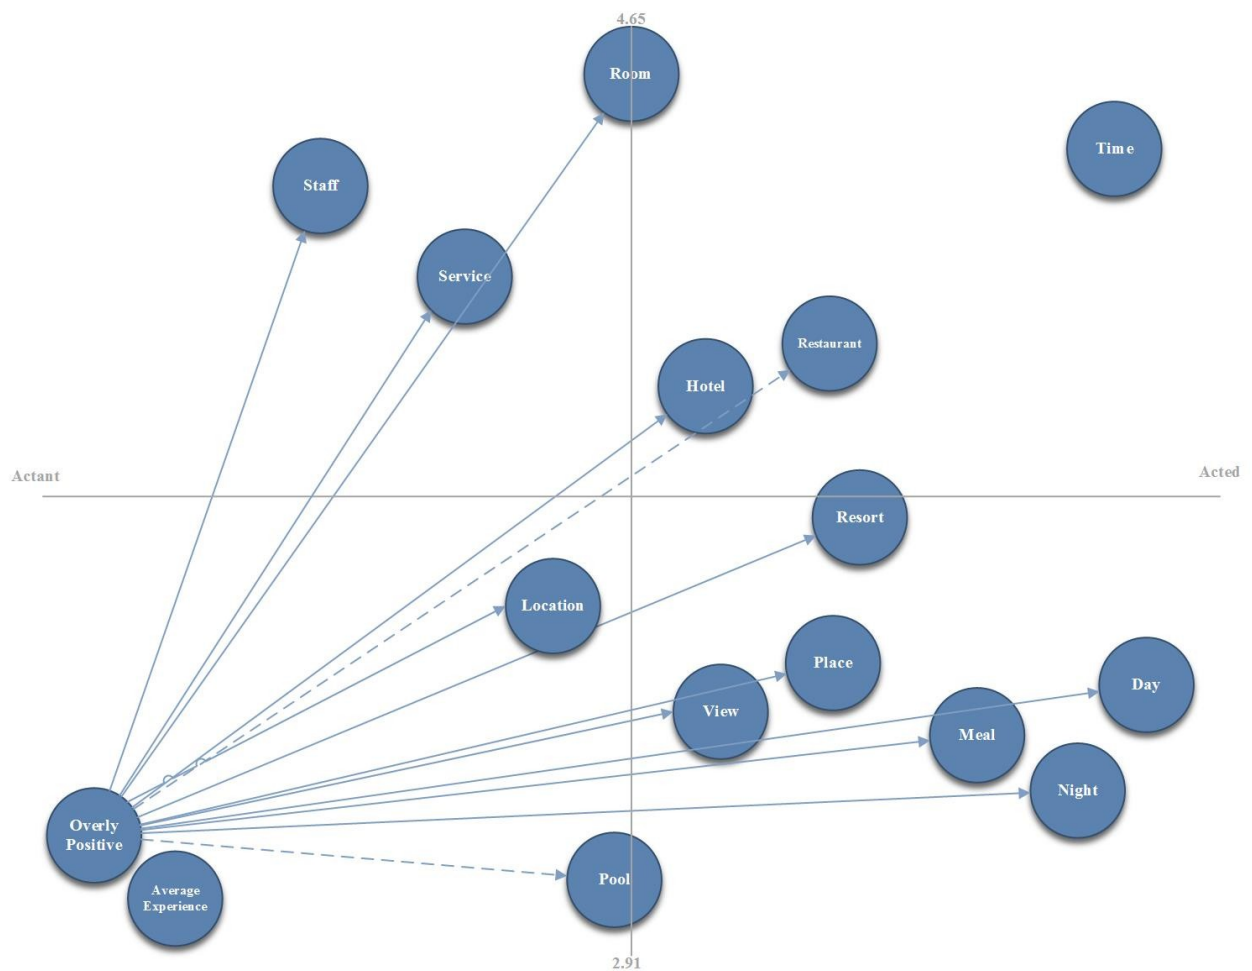 4.65
Room
Time
Staff
Service
Restaurant
Hotel
Actant
Acted
Resort
Location
Place
Day
View
Meal
Night
Overly
Positive
Average
Experience
Pool
2.91